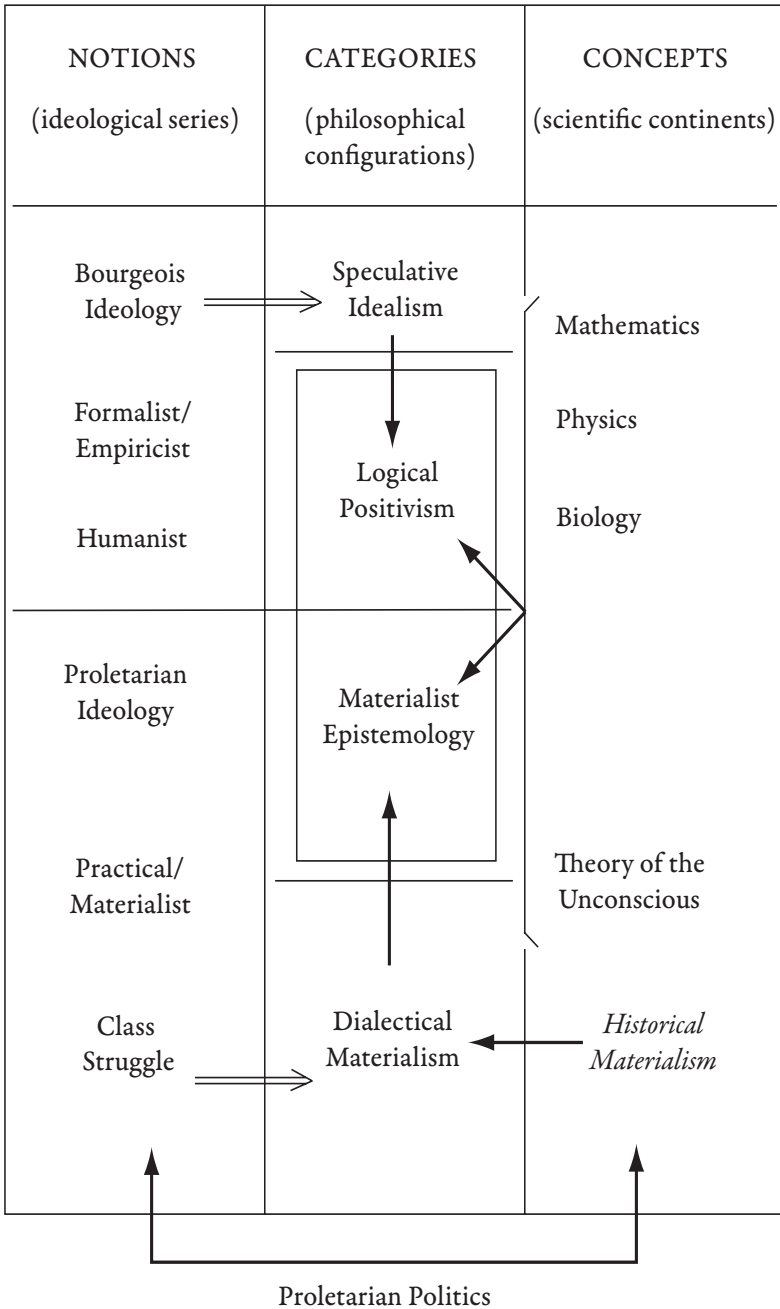 NOTIONS
(ideological series)
CATEGORIES
(philosophical
configurations)
CONCEPTS
(scientific continents)
Bourgeois
Ideology
Formalist/
Empiricist
Humanist
Proletarian
Ideology
Practical/
Materialist
Class
Struggle
Speculative
Idealism
Logical
Positivism
Materialist
Epistemology
Dialectical
Materialism
Mathematics
Physics
Biology
Theory of the
Unconscious
Historical
Materialism
Proletarian Politics